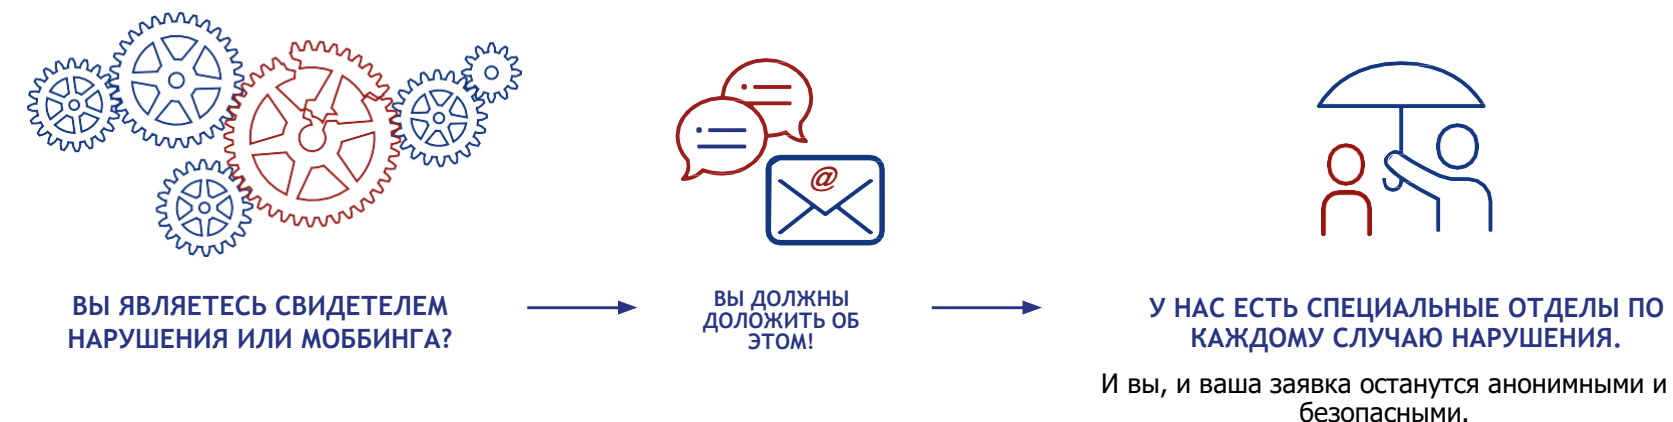 @
ВЫ ЯВЛЯЕТЕСЬ СВИДЕТЕЛЕМ
НАРУШЕНИЯ ИЛИ МОББИНГА?
ВЫ ДОЛЖНЫ
ДОЛОЖИТЬ ОБ
ЭТОМ!
У НАС ЕСТЬ СПЕЦИАЛЬНЫЕ ОТДЕЛЫ ПО
КАЖДОМУ СЛУЧАЮ НАРУШЕНИЯ.
И вы, и ваша заявка останутся анонимными и
безопасными.